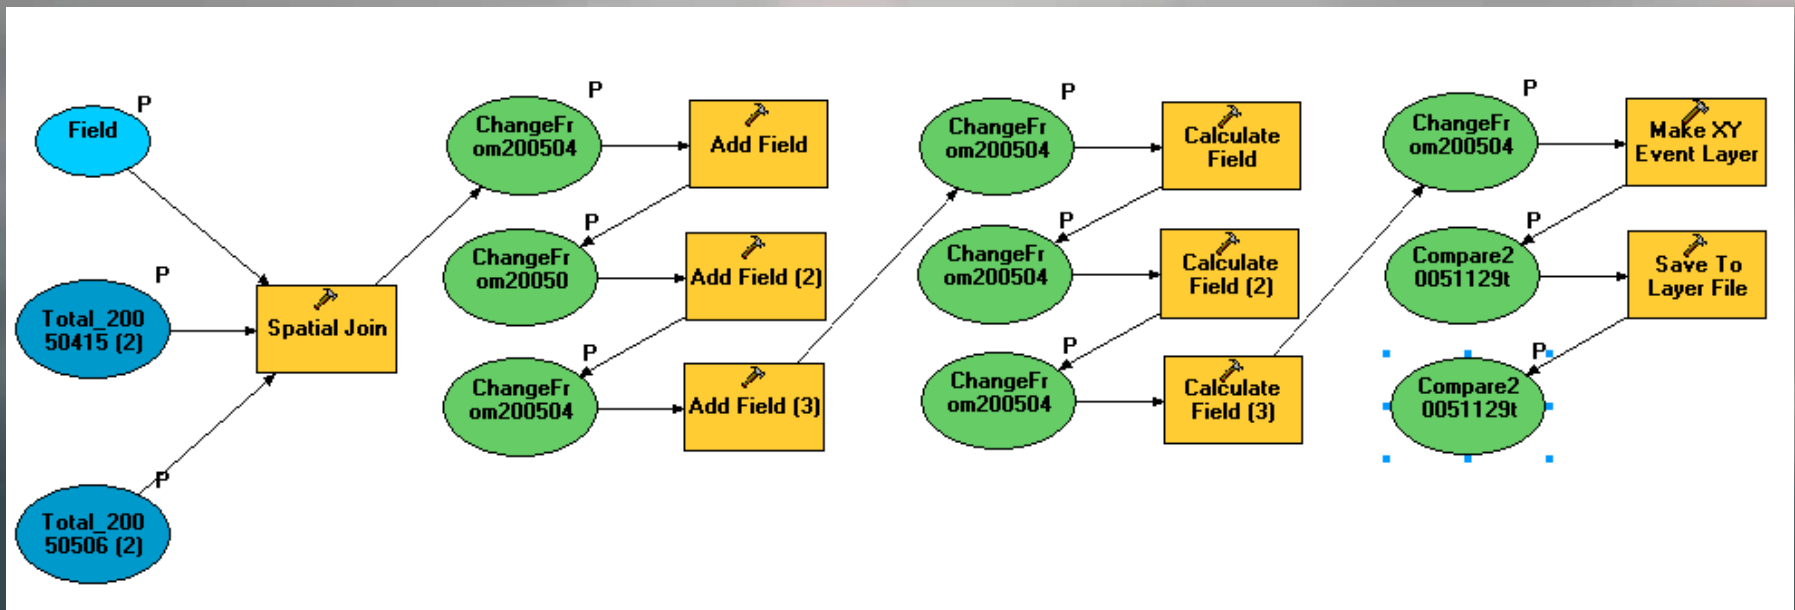 P
Field
P
Total_200
50415 (2)
P
Total_200
50506 (2)
Spatial Join
P
ChangeFr
om200504
Add Field
P
ChangeFr
om20050
Add Field (2)
P
ChangeFr
om200504
Add Field (3)
P
ChangeFr
om200504
Calculate
Field
P
ChangeFr
om200504
Calculate
Field (2)
P
ChangeFr
om200504
Calculate
Field (3)
P
ChangeFr
om200504
Make XY
Event Layer
P
Compare2
0051129t
Save To
Layer File
P
Compare2
0051129t